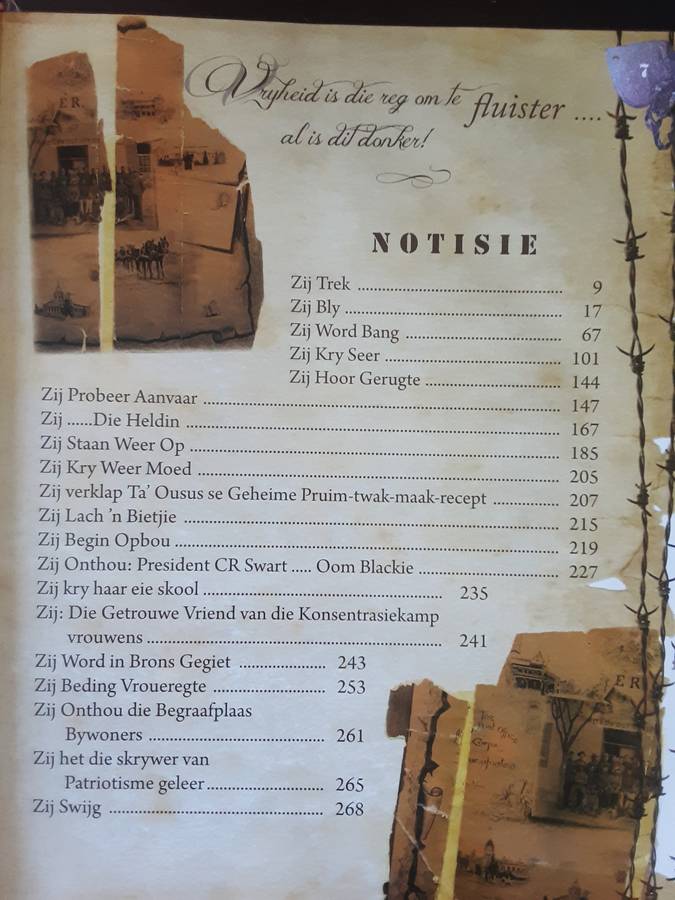 7
Vryheid is die reg om te fluister ....
al is dit donker!
NOTISIE
Zij Trek ........ 9
Zij Bly ........ 17
Zij Word Bang ........ 67
Zij Kry Seer ........ 101
Zij Hoor Gerugte ........ 144
Zij Probeer Aanvaar ........ 147
Zij ......Die Heldin ........ 167
Zij Staan Weer Op ........ 185
Zij Kry Weer Moed ........ 205
Zij verklap Ta' Ousus se Geheime Pruim-twak-maak-recept ........ 207
Zij Lach 'n Bietjie ........ 215
Zij Begin Opbou ........ 219
Zij Onthou: President CR Swart ..... Oom Blackie ........ 227
Zij kry haar eie skool ........ 235
Zij: Die Getrouwe Vriend van die Konsentrasiekamp
vrouwens ........ 241
Zij Word in Brons Gegiet ........ 243
Zij Beding Vroueregte ........ 253
Zij Onthou die Begraafplaas
Bywoners ........ 261
Zij het die skrywer van
Patriotisme geleer ........ 265
Zij Swijg ........ 268
E R
E R